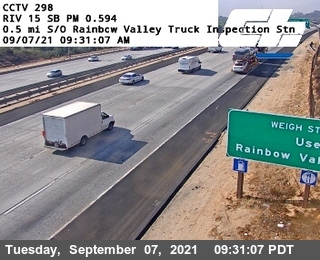 CCTV 298
RIV 15 SB PM 0.594
0.5 mi S/O Rainbow Valley Truck Inspection Stn
09/07/21 09:31:07 AM
WEIGH ST
Use
Rainbow Val
Tuesday, September 07, 2021 09:31:07 PDT